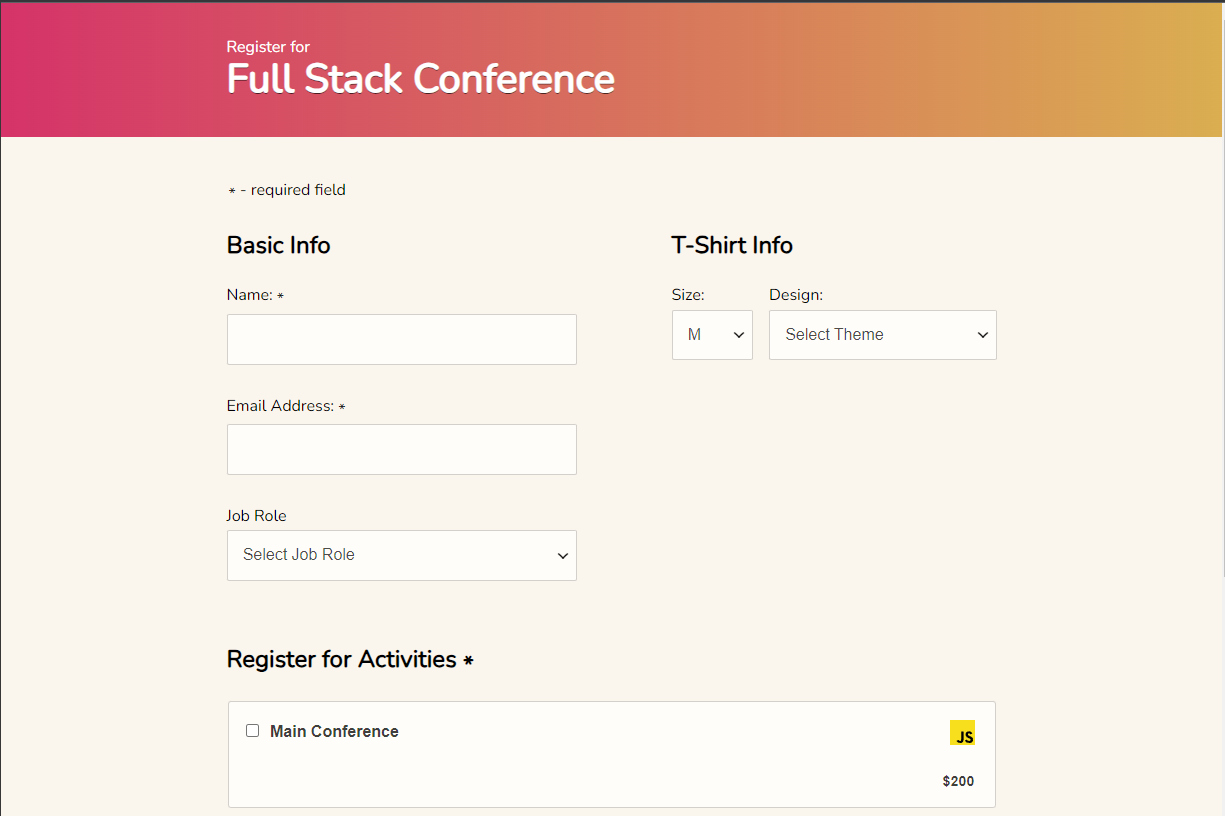 Register for
Full Stack Conference
* - required field
Basic Info
Name: *
Email Address: *
Job Role
Select Job Role
T-Shirt Info
Size:
M
Design:
Select Theme
Register for Activities *
Main Conference
JS
$200